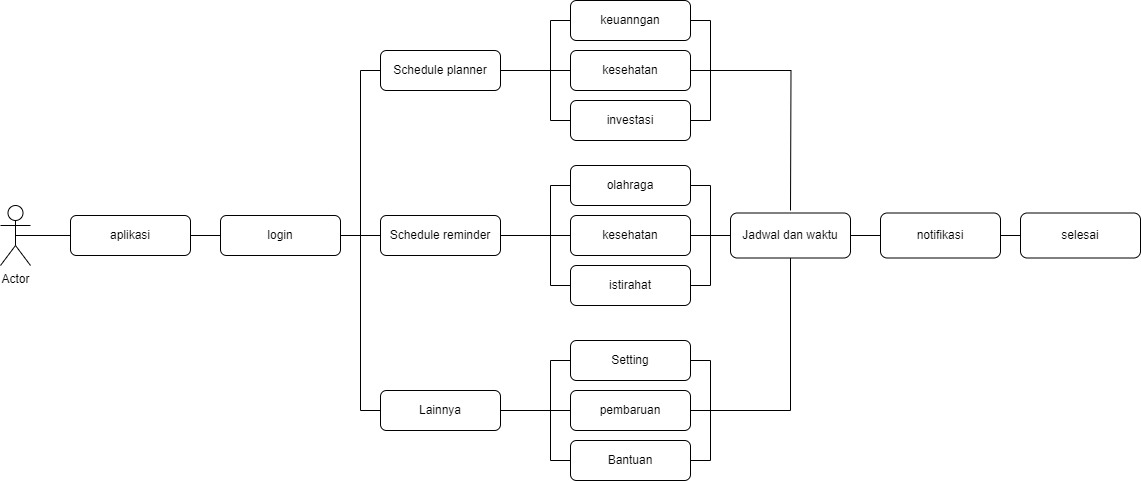 keuanngan
Schedule planner
kesehatan
investasi
olahraga
Actor
aplikasi
login
Schedule reminder
kesehatan
Jadwal dan waktu
notifikasi
selesai
istirahat
Setting
Lainnya
pembaruan
Bantuan